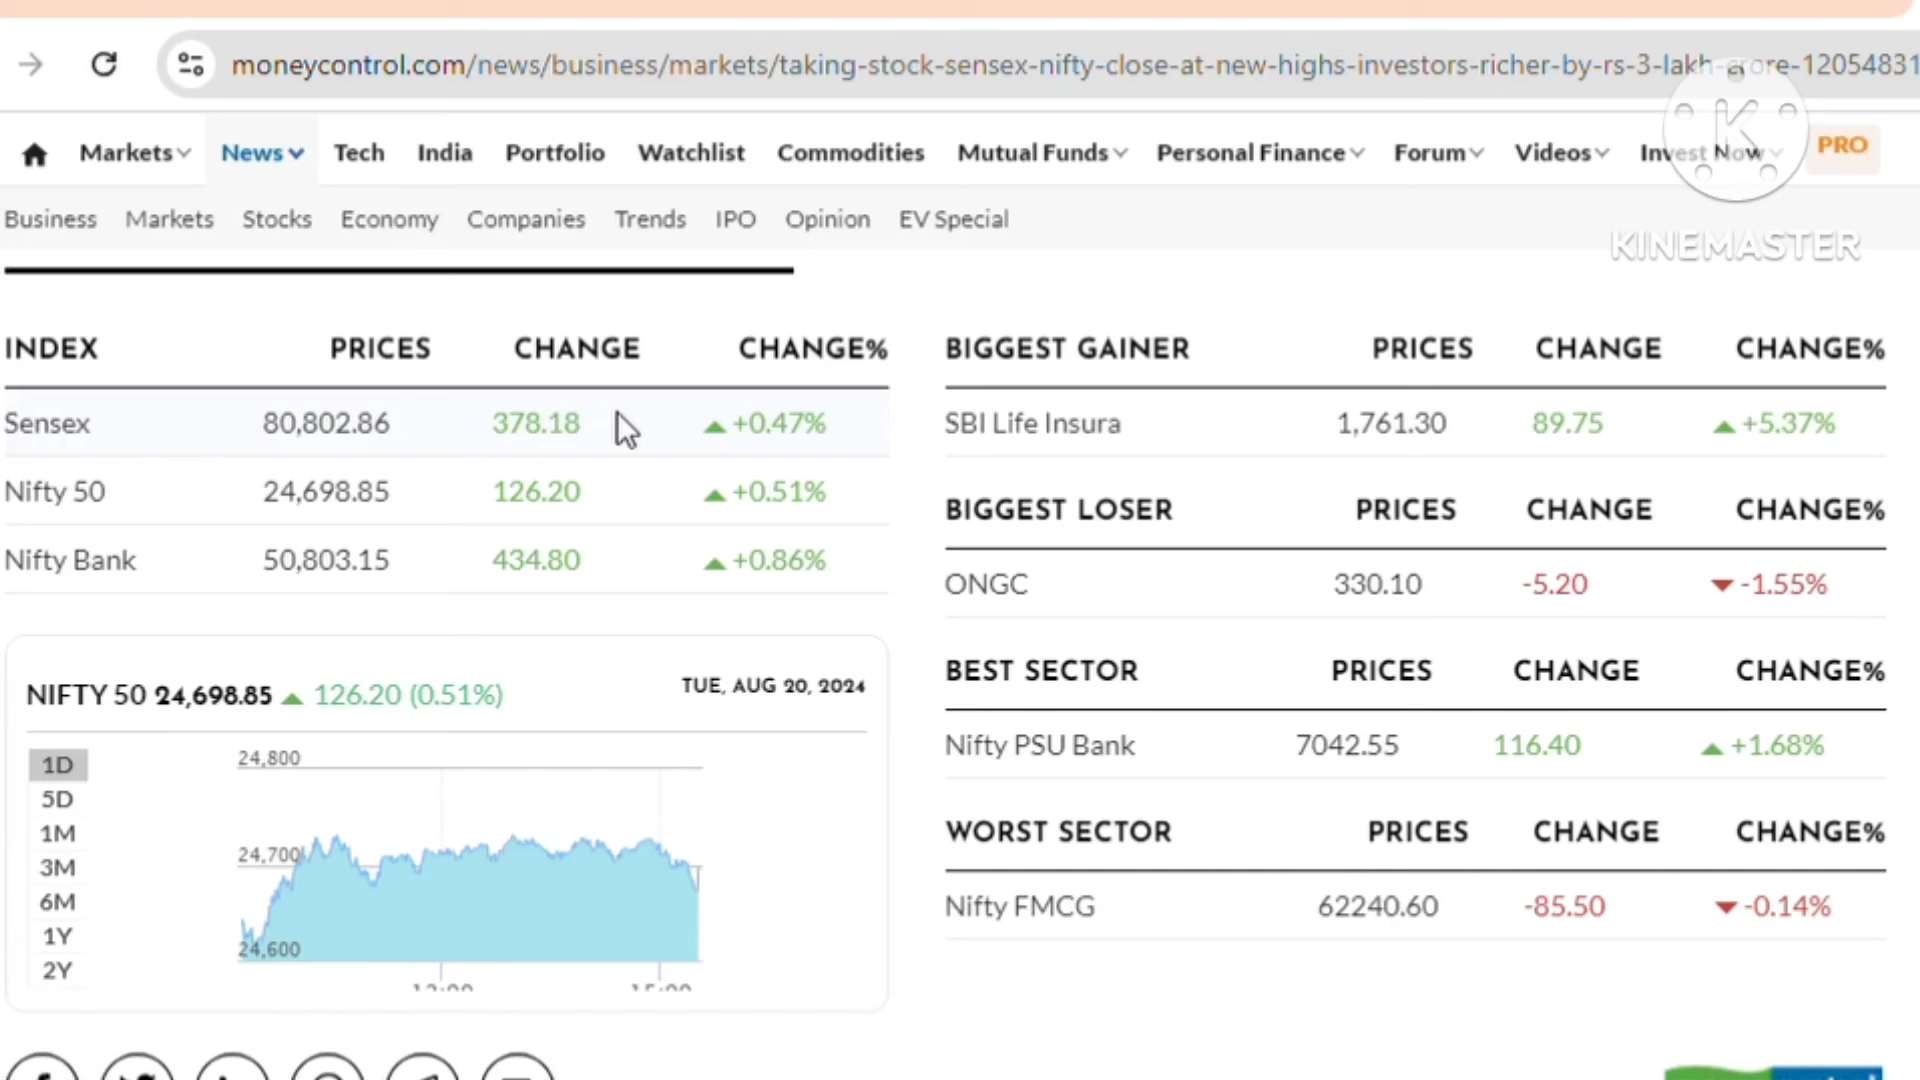 moneycontrol.com/news/business/markets/taking-stock-sensex-nifty-close-at-new-highs-investors-richer-by-rs-3-lakh-crore-12054831
Markets News Tech India Portfolio Watchlist Commodities Mutual Funds Personal Finance Forum Videos Invest Now PRO
Business Markets Stocks Economy Companies Trends IPO Opinion EV Special
K
KINEMASTER
INDEX PRICES CHANGE CHANGE%
Sensex 80,802.86 378.18 +0.47%
Nifty 50 24,698.85 126.20 +0.51%
Nifty Bank 50,803.15 434.80 +0.86%
NIFTY 50 24,698.85 126.20 (0.51%) TUE, AUG 20, 2024
1D
5D
1M
3M
6M
1Y
2Y
24,800
24,700
24,600
BIGGEST GAINER PRICES CHANGE CHANGE%
SBI Life Insura 1,761.30 89.75 +5.37%
BIGGEST LOSER PRICES CHANGE CHANGE%
ONGC 330.10 -5.20 -1.55%
BEST SECTOR PRICES CHANGE CHANGE%
Nifty PSU Bank 7042.55 116.40 +1.68%
WORST SECTOR PRICES CHANGE CHANGE%
Nifty FMCG 62240.60 -85.50 -0.14%